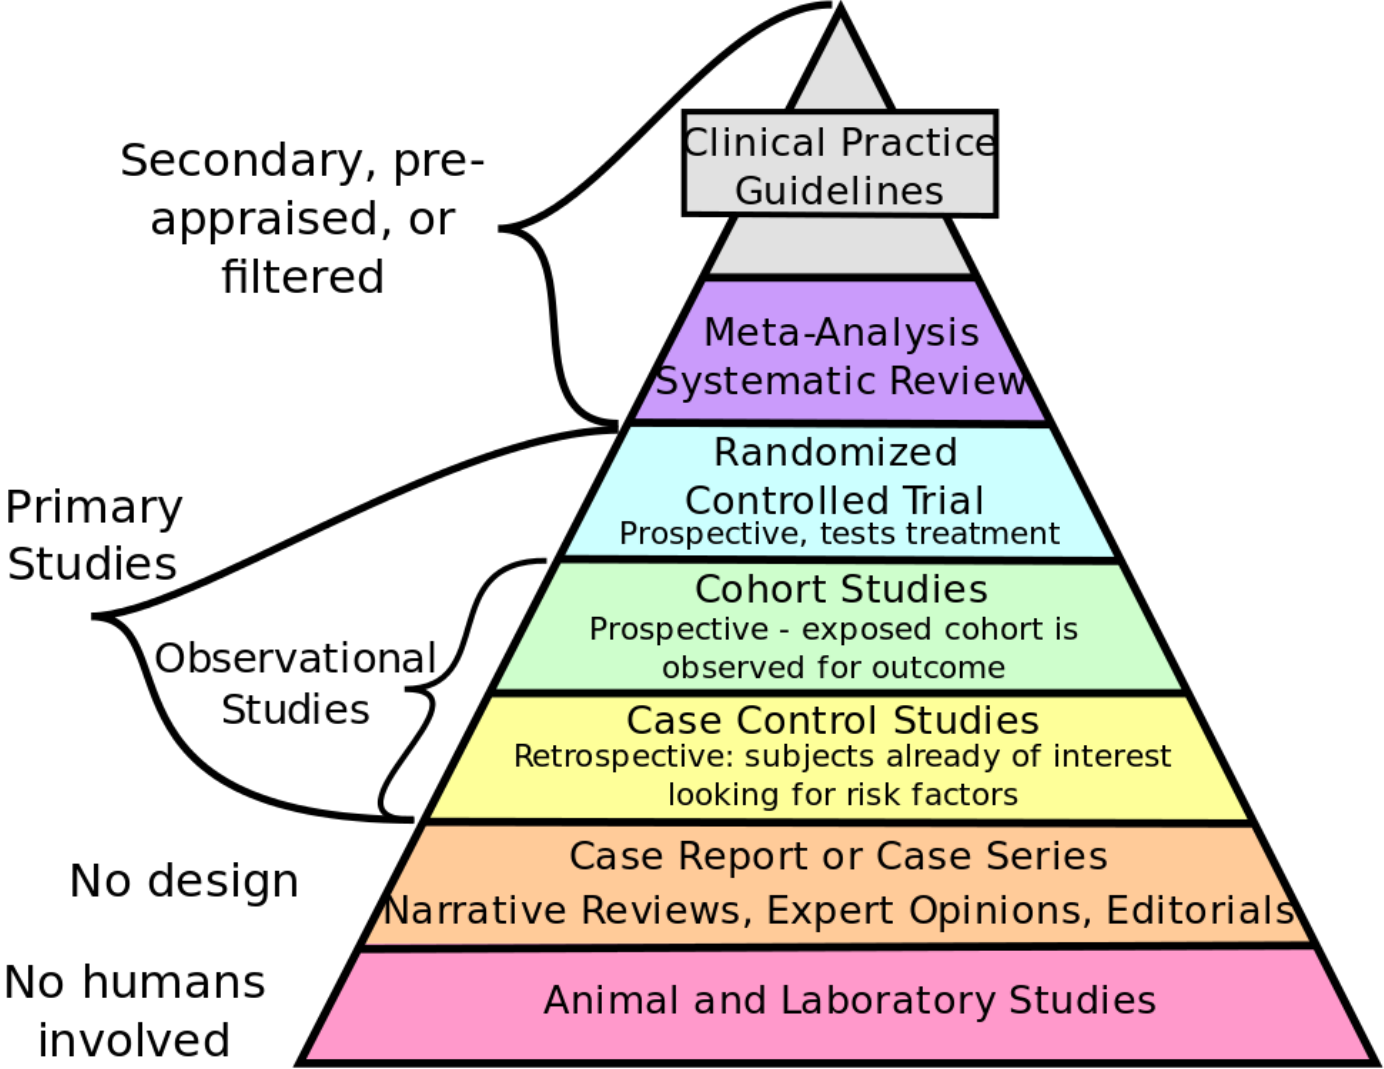 Clinical Practice
Guidelines
Secondary, pre-
appraised, or
filtered
Meta-Analysis
Systematic Review
Randomized
Controlled Trial
Prospective, tests treatment
Primary
Studies
Cohort Studies
Prospective - exposed cohort is
observed for outcome
Observational
Studies
Case Control Studies
Retrospective: subjects already of interest
looking for risk factors
No design
Case Report or Case Series
Narrative Reviews, Expert Opinions, Editorials
No humans
involved
Animal and Laboratory Studies